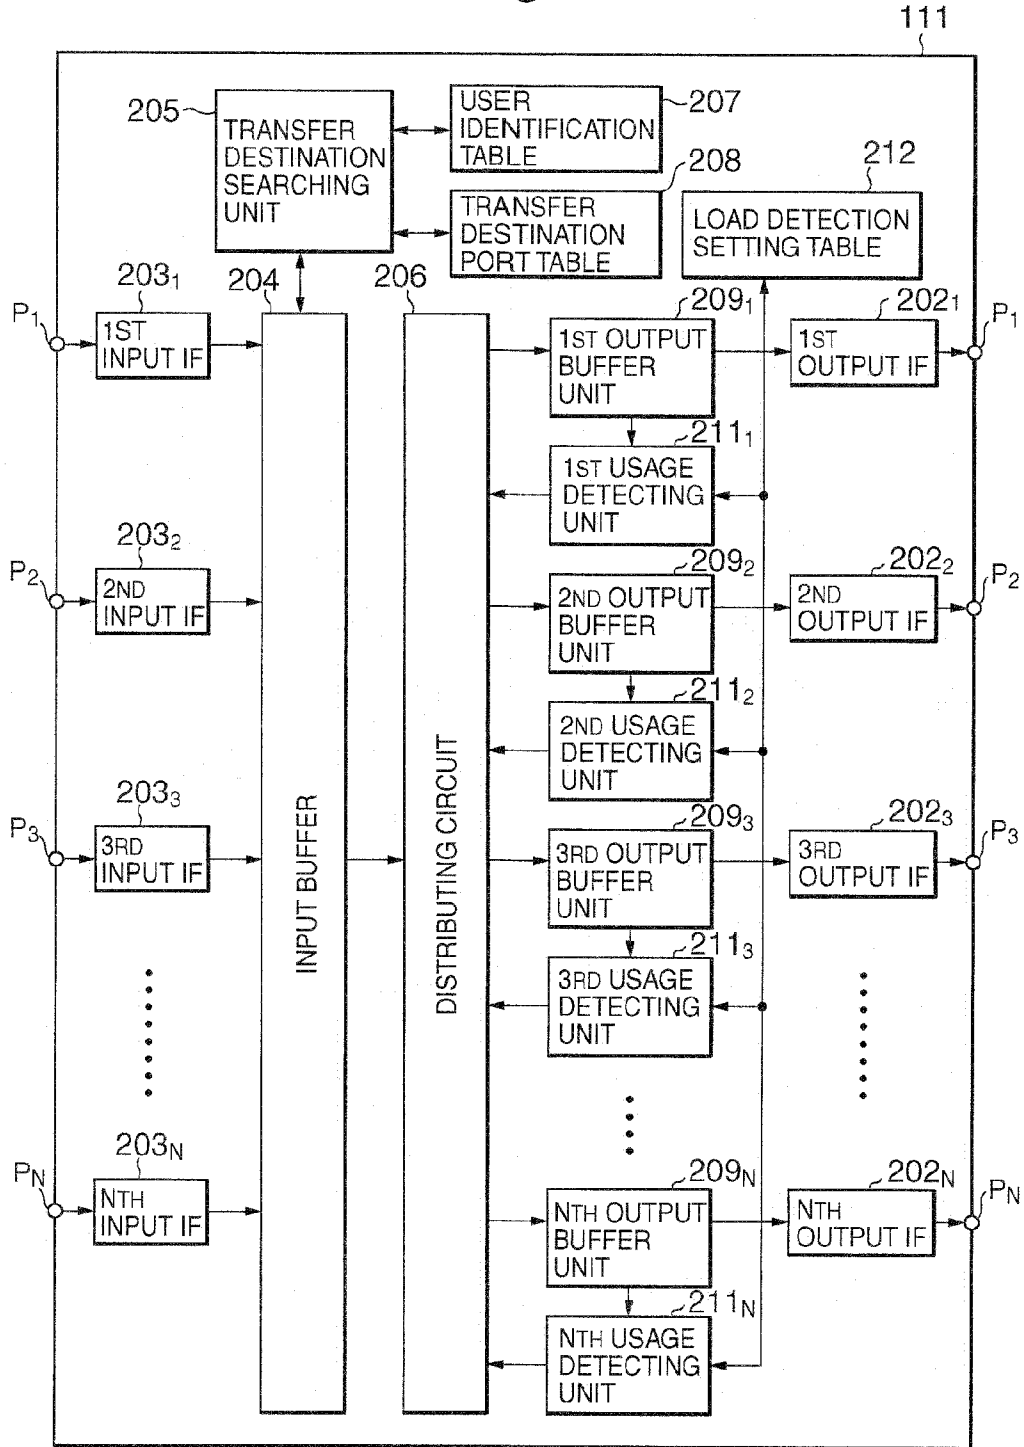 111
205
TRANSFER
DESTINATION
SEARCHING
UNIT
USER
IDENTIFICATION
TABLE
207
208
TRANSFER
DESTINATION
PORT TABLE
212
LOAD DETECTION
SETTING TABLE
P₁
203₁
1ST
INPUT IF
204
206
209₁
1ST OUTPUT
BUFFER
UNIT
202₁
1ST
OUTPUT IF
P₁
211₁
1ST USAGE
DETECTING
UNIT
P₂
203₂
2ND
INPUT IF
209₂
2ND OUTPUT
BUFFER
UNIT
202₂
2ND
OUTPUT IF
P₂
211₂
2ND USAGE
DETECTING
UNIT
INPUT BUFFER
DISTRIBUTING CIRCUIT
P₃
203₃
3RD
INPUT IF
209₃
3RD OUTPUT
BUFFER
UNIT
202₃
3RD
OUTPUT IF
P₃
211₃
3RD USAGE
DETECTING
UNIT
PN
203N
NTH
INPUT IF
209N
NTH OUTPUT
BUFFER
UNIT
202N
NTH
OUTPUT IF
PN
211N
NTH USAGE
DETECTING
UNIT